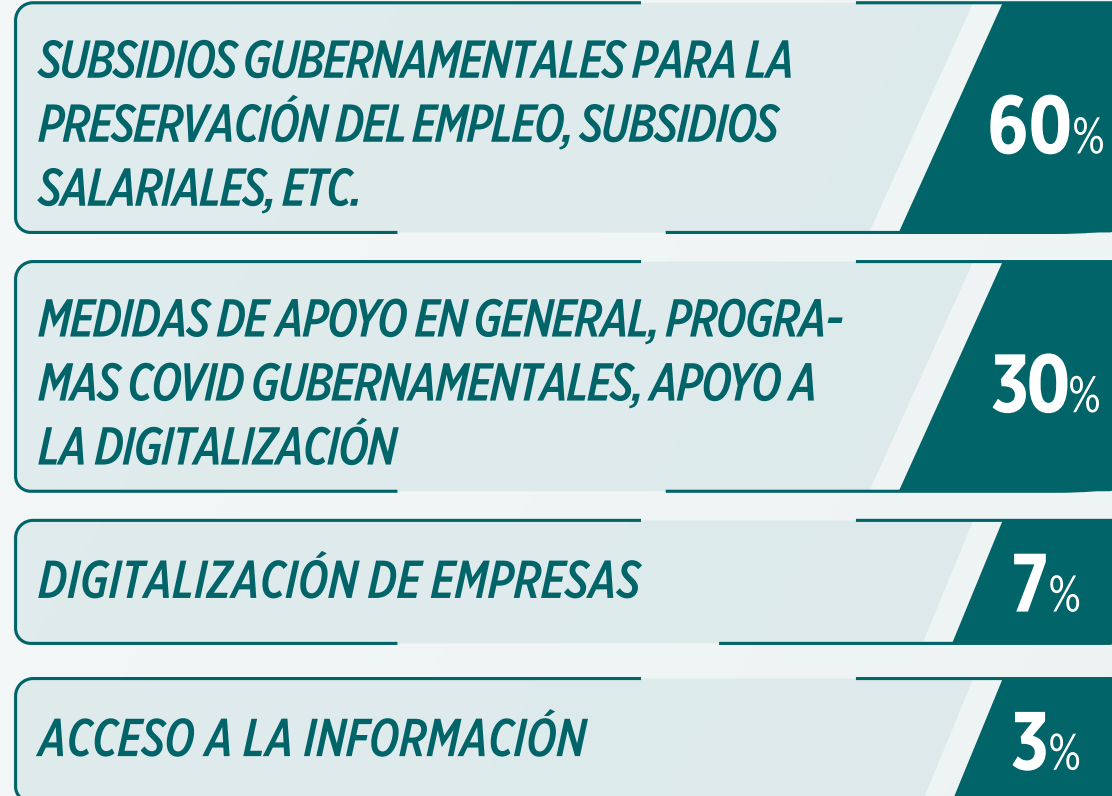 SUBSIDIOS GUBERNAMENTALES PARA LA
PRESERVACIÓN DEL EMPLEO, SUBSIDIOS
SALARIALES, ETC.
60%
MEDIDAS DE APOYO EN GENERAL, PROGRA-
MAS COVID GUBERNAMENTALES, APOYO A
LA DIGITALIZACIÓN
30%
DIGITALIZACIÓN DE EMPRESAS
7%
ACCESO A LA INFORMACIÓN
3%